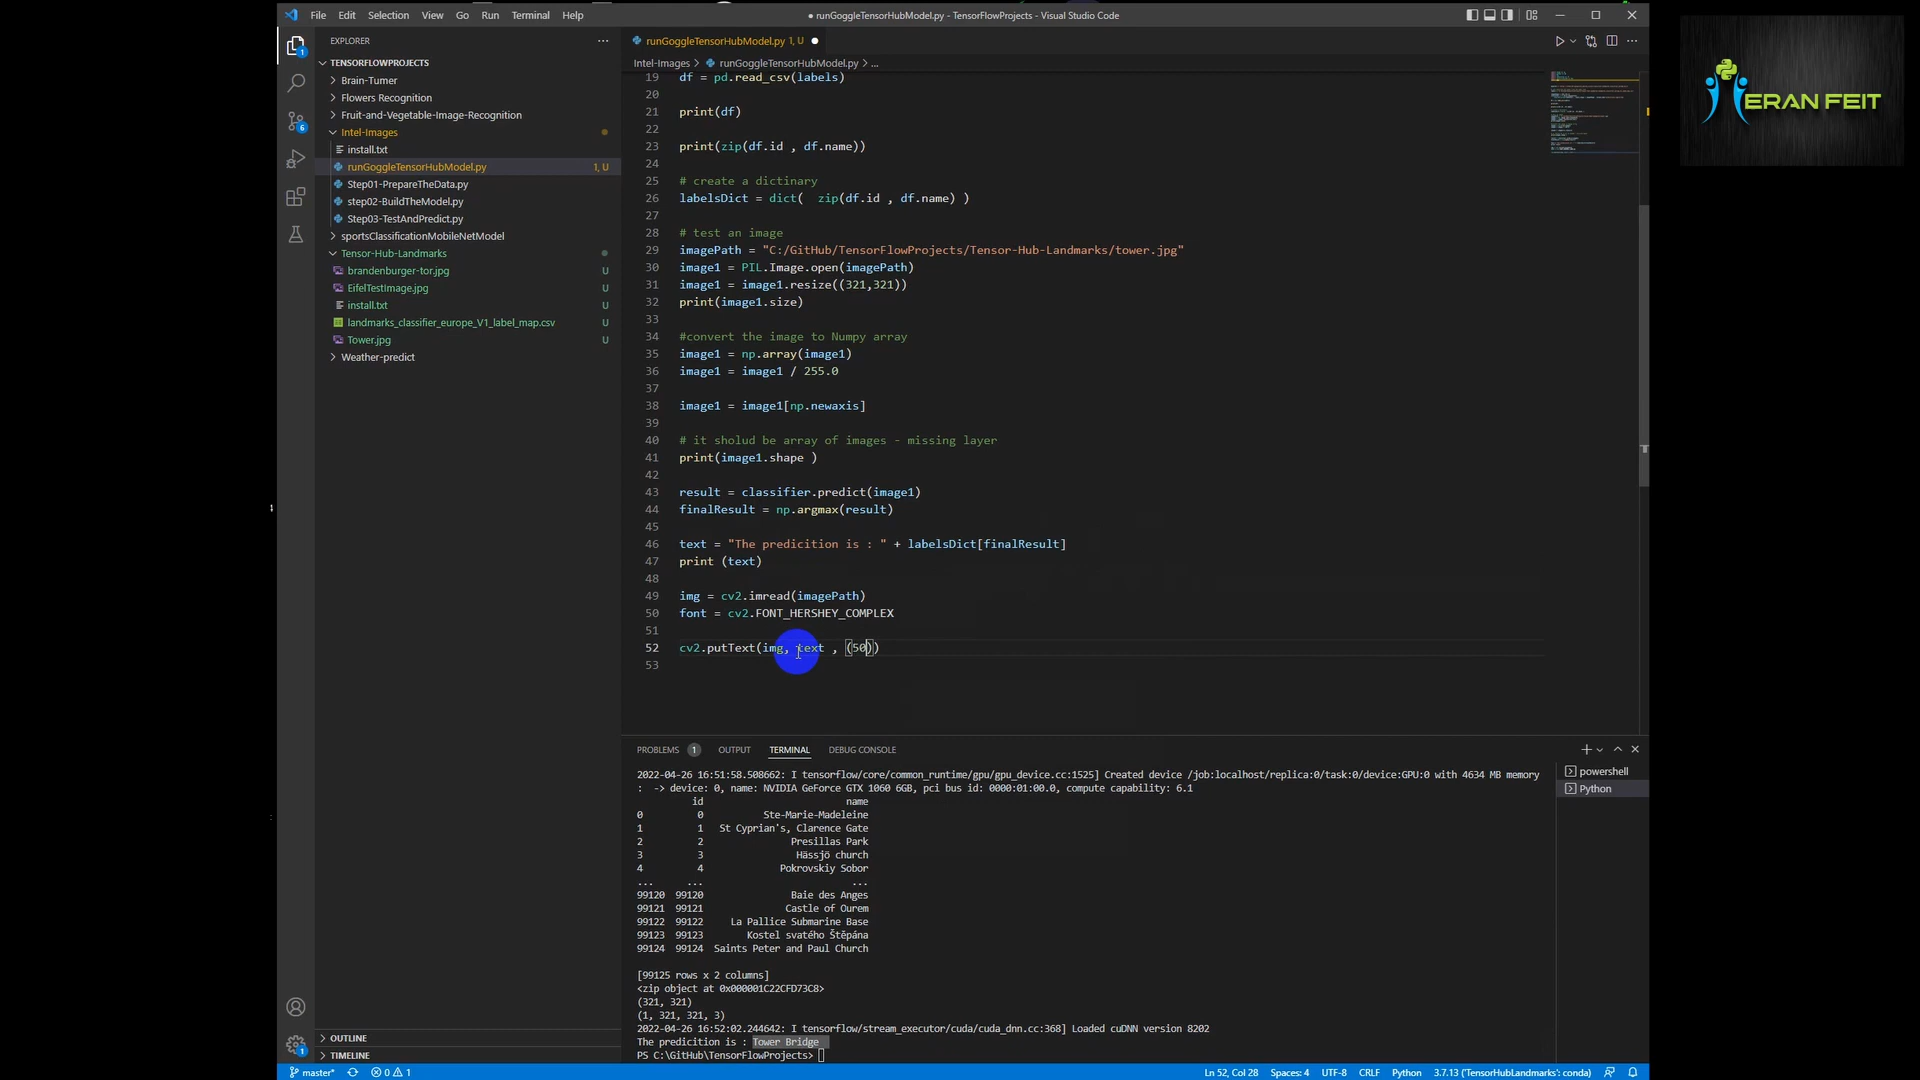 File Edit Selection View Go Run Terminal Help
● runGoggleTensorHubModel.py - TensorFlowProjects - Visual Studio Code
EXPLORER
TENSORFLOWPROJECTS
Brain-Tumer
Flowers Recognition
Fruit-and-Vegetable-Image-Recognition
Intel-Images
install.txt
runGoggleTensorHubModel.py 1, U
Step01-PrepareTheData.py
step02-BuildTheModel.py
Step03-TestAndPredict.py
sportsClassificationMobileNetModel
Tensor-Hub-Landmarks
brandenburger-tor.jpg U
EifelTestImage.jpg U
install.txt U
landmarks_classifier_europe_V1_label_map.csv U
Tower.jpg U
Weather-predict
OUTLINE
TIMELINE
1
6
1
runGoggleTensorHubModel.py 1, U
Intel-Images > runGoggleTensorHubModel.py > ...
19 df = pd.read_csv(labels)
20
21 print(df)
22
23 print(zip(df.id , df.name))
24
25 # create a dictinary
26 labelsDict = dict(  zip(df.id , df.name) )
27
28 # test an image
29 imagePath = "C:/GitHub/TensorFlowProjects/Tensor-Hub-Landmarks/tower.jpg"
30 image1 = PIL.Image.open(imagePath)
31 image1 = image1.resize((321,321))
32 print(image1.size)
33
34 #convert the image to Numpy array
35 image1 = np.array(image1)
36 image1 = image1 / 255.0
37
38 image1 = image1[np.newaxis]
39
40 # it sholud be array of images - missing layer
41 print(image1.shape )
42
43 result = classifier.predict(image1)
44 finalResult = np.argmax(result)
45
46 text = "The predicition is : " + labelsDict[finalResult]
47 print (text)
48
49 img = cv2.imread(imagePath)
50 font = cv2.FONT_HERSHEY_COMPLEX
51
52 cv2.putText(img, text , (50))
53
PROBLEMS 1 OUTPUT TERMINAL DEBUG CONSOLE
2022-04-26 16:51:58.508662: I tensorflow/core/common_runtime/gpu/gpu_device.cc:1525] Created device /job:localhost/replica:0/task:0/device:GPU:0 with 4634 MB memory
: -> device: 0, name: NVIDIA GeForce GTX 1060 6GB, pci bus id: 0000:01:00.0, compute capability: 6.1
id name
0 0 Ste-Marie-Madeleine
1 1 St Cyprian's, Clarence Gate
2 2 Presillas Park
3 3 Hässjö church
4 4 Pokrovskiy Sobor
... ... ...
99120 99120 Baie des Anges
99121 99121 Castle of Ourem
99122 99122 La Pallice Submarine Base
99123 99123 Kostel svatého Štěpána
99124 99124 Saints Peter and Paul Church
[99125 rows x 2 columns]
<zip object at 0x000001C22CFD73C8>
(321, 321)
(1, 321, 321, 3)
2022-04-26 16:52:02.244642: I tensorflow/stream_executor/cuda/cuda_dnn.cc:368] Loaded cuDNN version 8202
The predicition is : Tower Bridge
PS C:\GitHub\TensorFlowProjects>
powershell
Python
master* 0 1
Ln 52, Col 28 Spaces: 4 UTF-8 CRLF Python 3.7.13 ('TensorHubLandmarks': conda)
ERAN FEIT